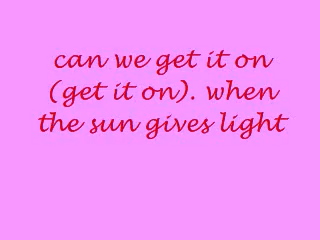 can we get it on
(get it on). when
the sun gives light